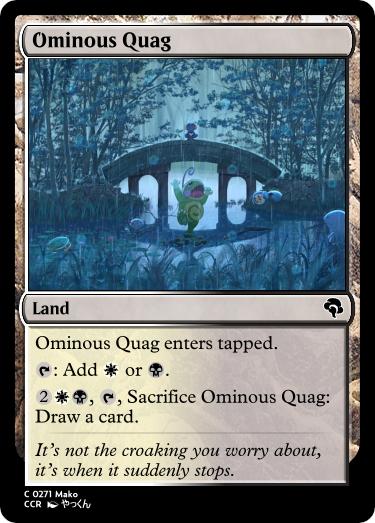 Ominous Quag
Land
Ominous Quag enters tapped.
: Add or .
2 , , Sacrifice Ominous Quag:
Draw a card.
It's not the croaking you worry about,
it's when it suddenly stops.
C 0271 Mako
CCR やっくん